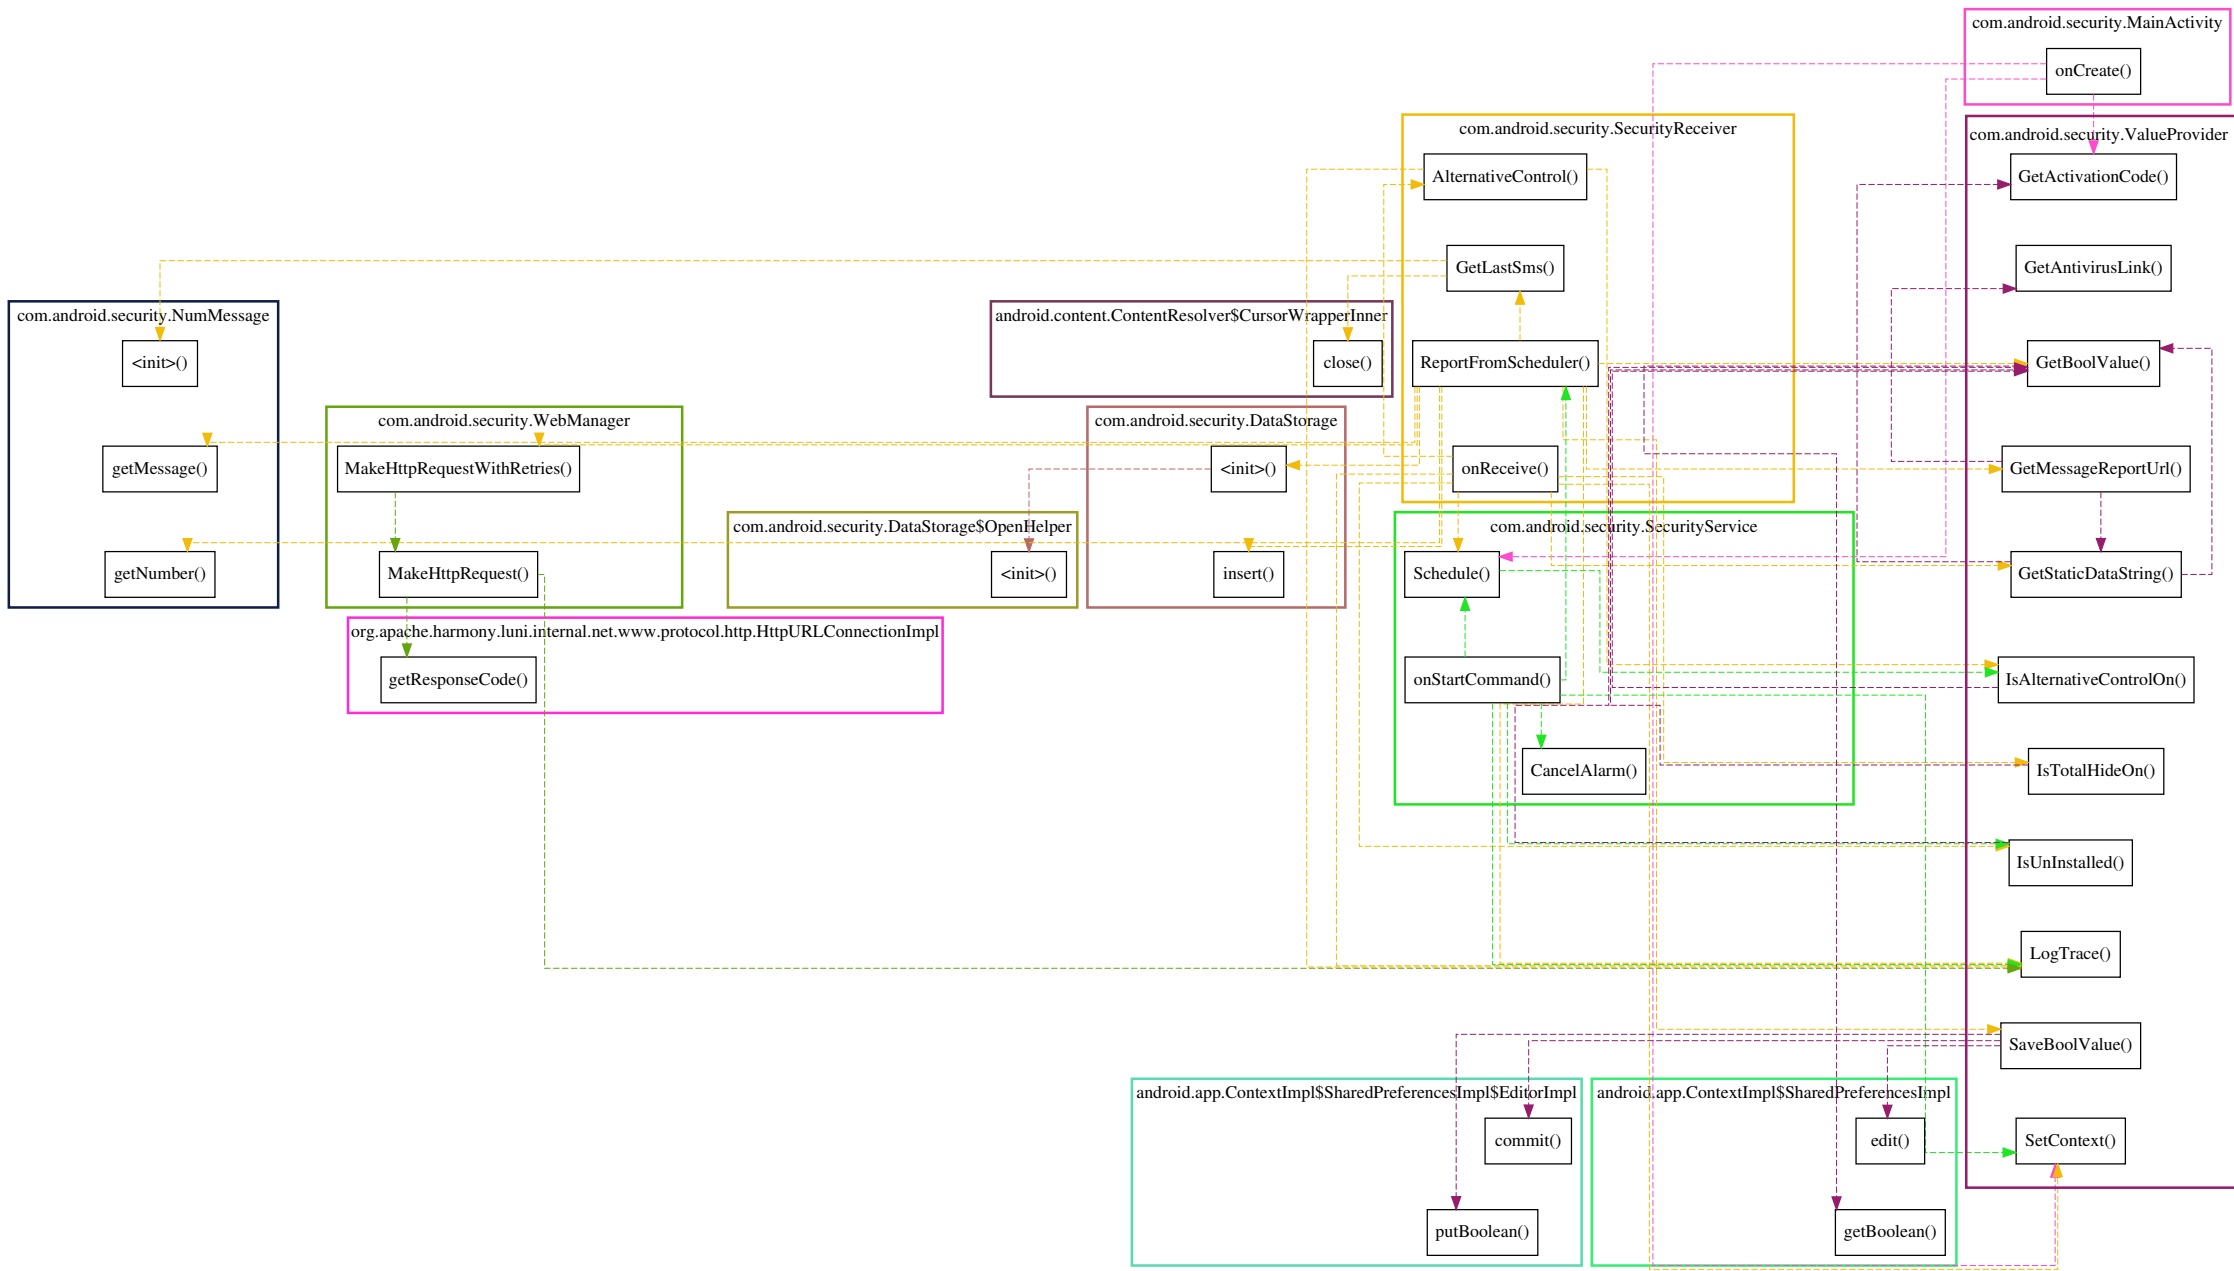 com.android.security.MainActivity
onCreate()
com.android.security.SecurityReceiver
AlternativeControl()
GetLastSms()
ReportFromScheduler()
onReceive()
com.android.security.ValueProvider
GetActivationCode()
GetAntivirusLink()
GetBoolValue()
GetMessageReportUrl()
GetStaticDataString()
IsAlternativeControlOn()
IsTotalHideOn()
IsUnInstalled()
LogTrace()
SaveBoolValue()
SetContext()
com.android.security.NumMessage
<init>()
getMessage()
getNumber()
com.android.security.WebManager
MakeHttpRequestWithRetries()
MakeHttpRequest()
android.content.ContentResolver$CursorWrapperInner
close()
com.android.security.DataStorage
<init>()
insert()
com.android.security.DataStorage$OpenHelper
<init>()
com.android.security.SecurityService
Schedule()
onStartCommand()
CancelAlarm()
org.apache.harmony.luni.internal.net.www.protocol.http.HttpURLConnectionImpl
getResponseCode()
android.app.ContextImpl$SharedPreferencesImpl$EditorImpl
commit()
putBoolean()
android.app.ContextImpl$SharedPreferencesImpl
edit()
getBoolean()